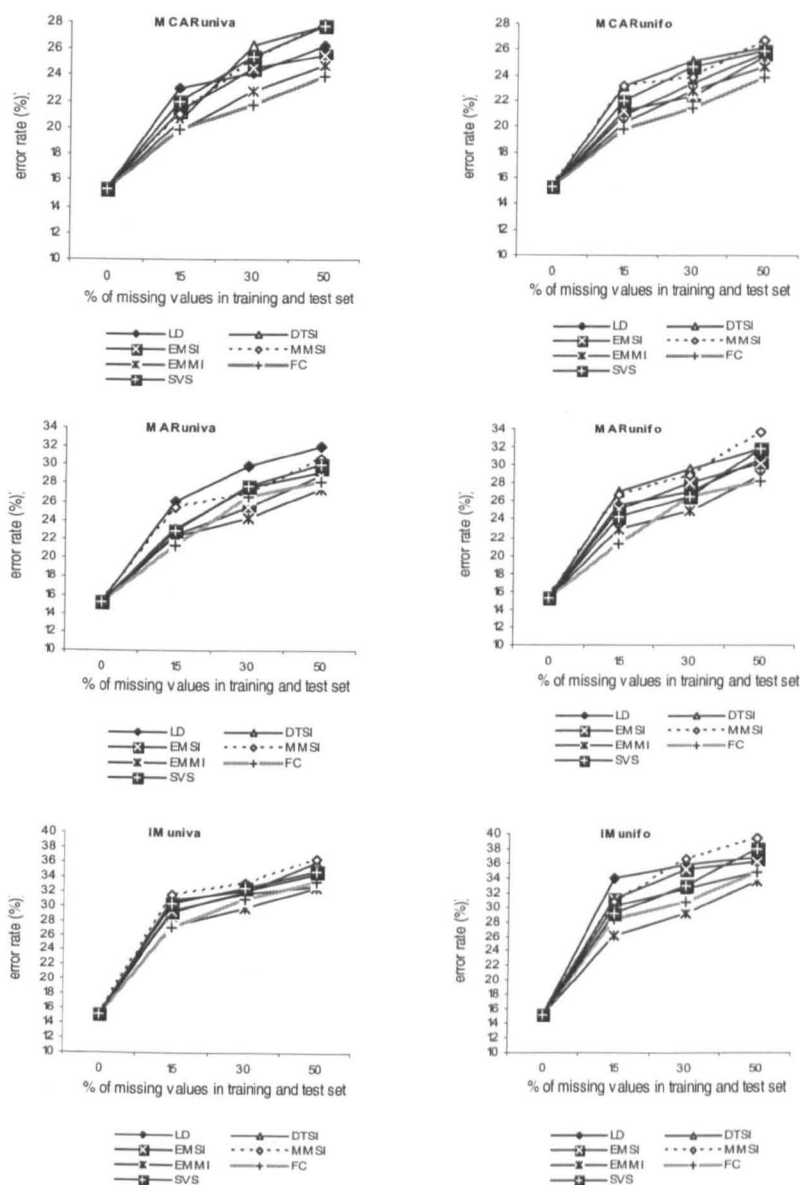 MCARuniva
error rate (%):
28
26
24
22
20
18
16
14
12
10
0 15 30 50
% of missing values in training and test set
LD DTSI
EMSI MMSI
EMMI FC
SVS
MCARunifo
error rate (%):
28
26
24
22
20
18
16
14
12
10
0 15 30 50
% of missing values in training and test set
LD DTSI
EMSI MMSI
EMMI FC
SVS
MARuniva
error rate (%):
34
32
30
28
26
24
22
20
18
16
14
12
10
0 15 30 50
% of missing values in training and test set
LD DTSI
EMSI MMSI
EMMI FC
SVS
MARunifo
error rate (%):
34
32
30
28
26
24
22
20
18
16
14
12
10
0 15 30 50
% of missing values in training and test set
LD DTSI
EMSI MMSI
EMMI FC
SVS
IMuniva
error rate (%):
40
38
36
34
32
30
28
26
24
22
20
18
16
14
12
10
0 15 30 50
% of missing values in training and test set
LD DTSI
EMSI MMSI
EMMI FC
SVS
IMunifo
error rate (%):
40
38
36
34
32
30
28
26
24
22
20
18
16
14
12
10
0 15 30 50
% of missing values in training and test set
LD DTSI
EMSI MMSI
EMMI FC
SVS